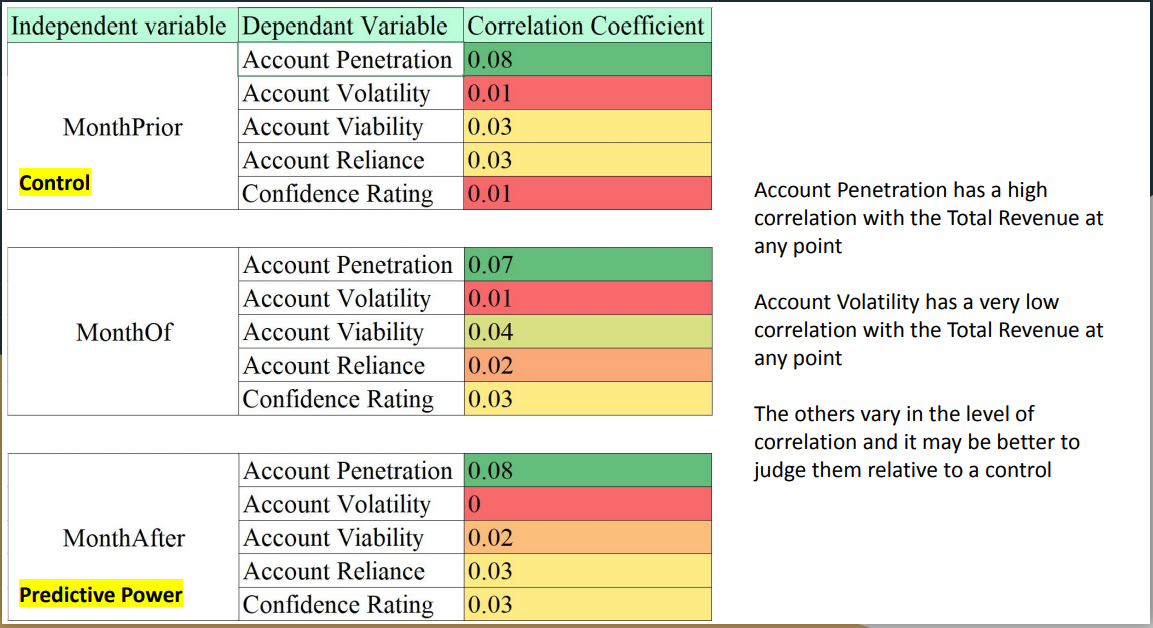 Independent variable Dependant Variable Correlation Coefficient
MonthPrior
Control
Account Penetration 0.08
Account Volatility 0.01
Account Viability 0.03
Account Reliance 0.03
Confidence Rating 0.01
MonthOf
Account Penetration 0.07
Account Volatility 0.01
Account Viability 0.04
Account Reliance 0.02
Confidence Rating 0.03
MonthAfter
Predictive Power
Account Penetration 0.08
Account Volatility 0
Account Viability 0.02
Account Reliance 0.03
Confidence Rating 0.03
Account Penetration has a high
correlation with the Total Revenue at
any point
Account Volatility has a very low
correlation with the Total Revenue at
any point
The others vary in the level of
correlation and it may be better to
judge them relative to a control